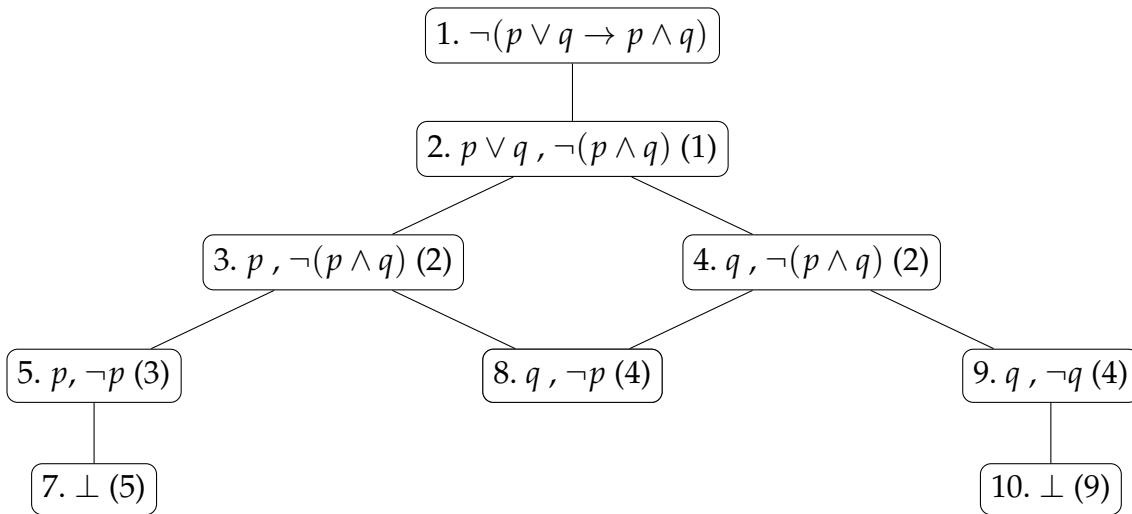 1. ¬(p ∨ q → p ∧ q)
2. p ∨ q , ¬(p ∧ q) (1)
3. p , ¬(p ∧ q) (2)
4. q , ¬(p ∧ q) (2)
5. p, ¬p (3)
8. q , ¬p (4)
9. q , ¬q (4)
7. ⊥ (5)
10. ⊥ (9)